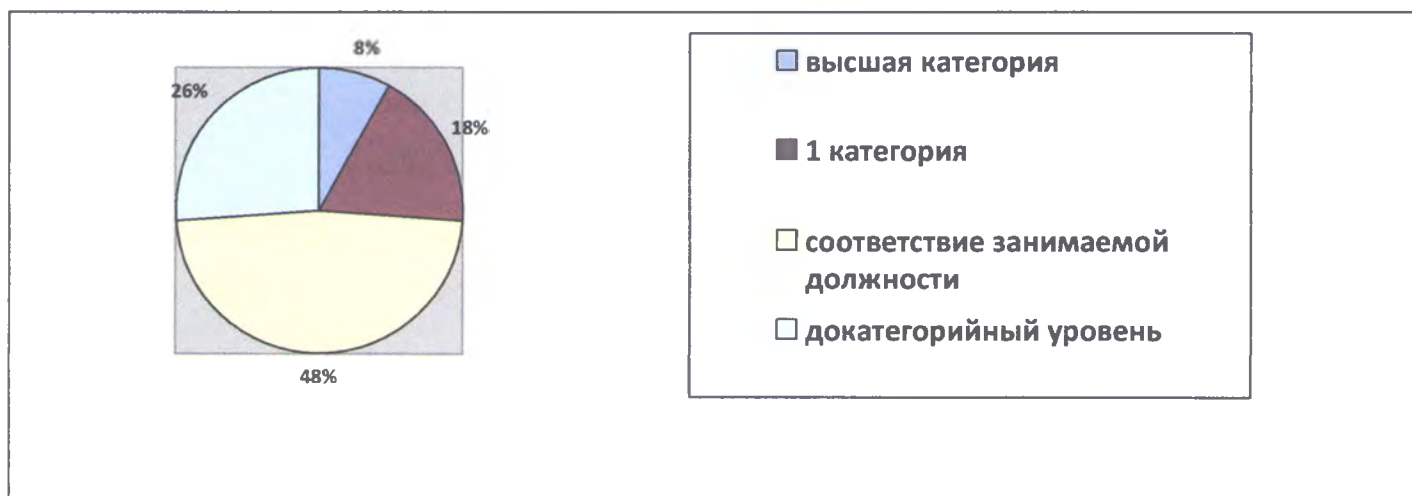 8%
26%
18%
48%
высшая категория
1 категория
соответствие занимаемой
должности
докатегорийный уровень